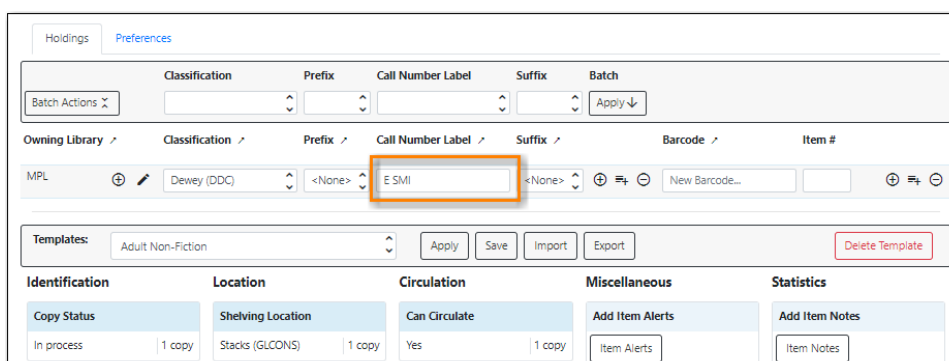 Holdings Preferences
Classification Prefix Call Number Label Suffix Batch
Batch Actions Apply
Owning Library Classification Prefix Call Number Label Suffix Barcode Item #
MPL Dewey (DDC) <None> E SMI <None> New Barcode...
Templates: Adult Non-Fiction Apply Save Import Export Delete Template
Identification Location Circulation Miscellaneous Statistics
Copy Status Shelving Location Can Circulate Add Item Alerts Add Item Notes
In process 1 copy Stacks (GLCONS) 1 copy Yes 1 copy Item Alerts Item Notes